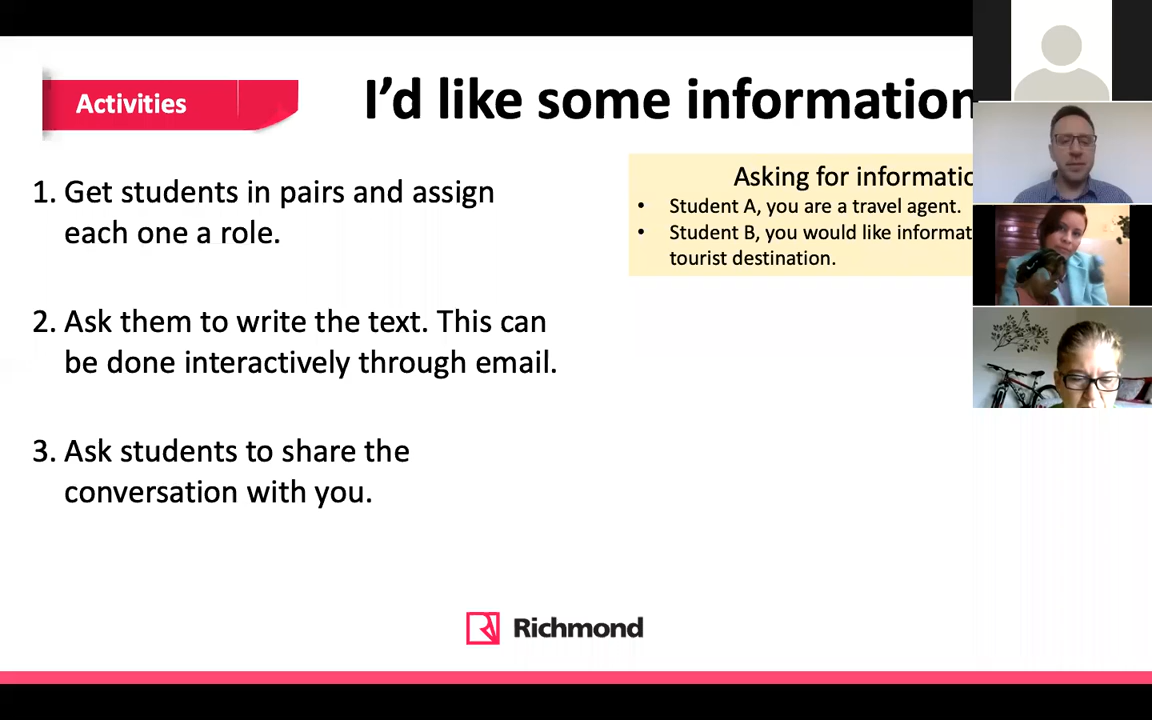 Activities
I'd like some information
1. Get students in pairs and assign
each one a role.
2. Ask them to write the text. This can
be done interactively through email.
3. Ask students to share the
conversation with you.
Asking for
• Student A, you are a travel agent.
• Student B, you would like
tourist destination.
Richmond